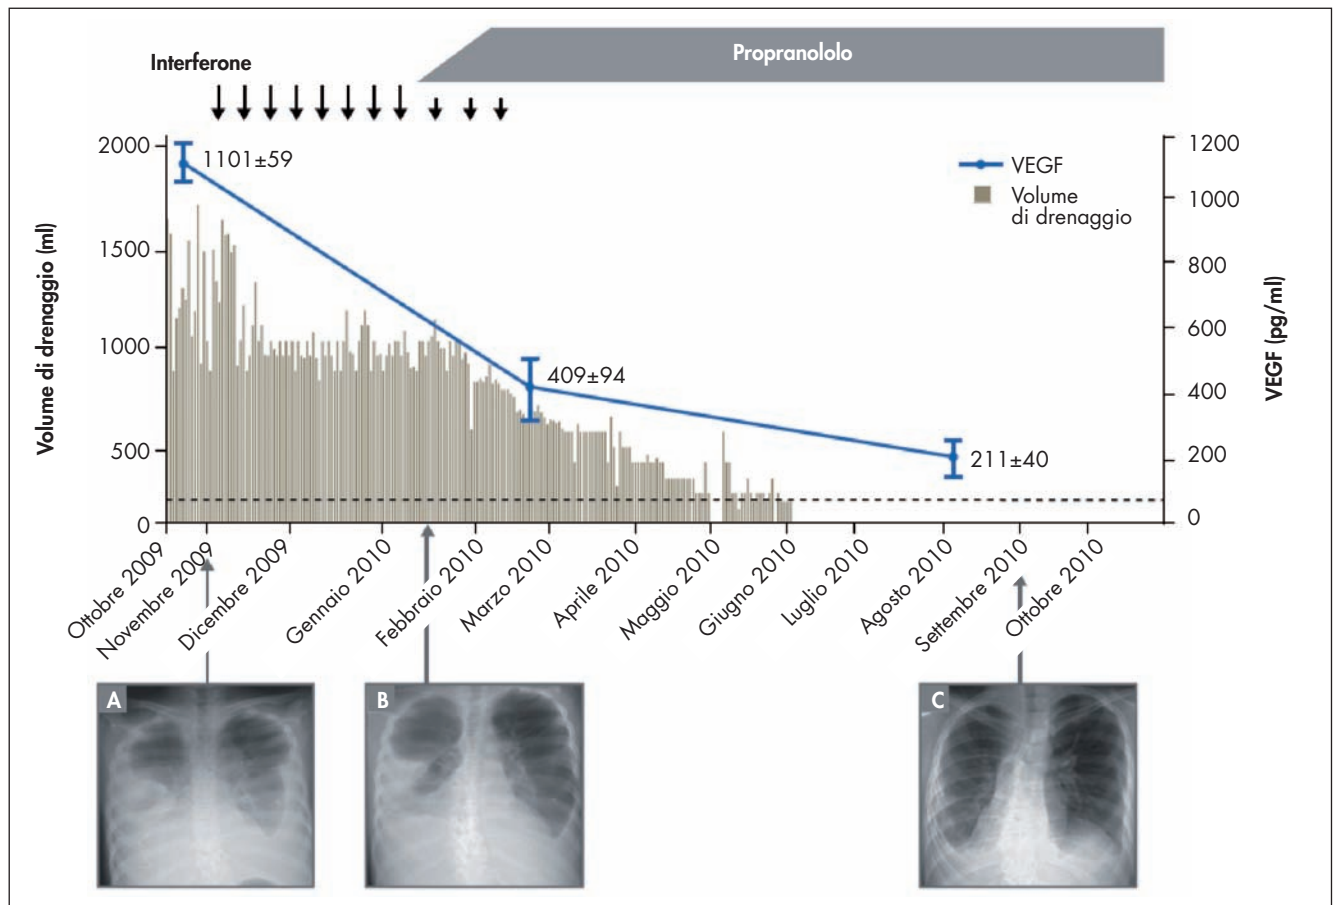 Propranololo
Interferone
2000
1500
1000
500
0
Volume di drenaggio (ml)
1101±59
409±94
211±40
VEGF
Volume
di drenaggio
1200
1000
800
600
400
200
0
VEGF (pg/ml)
Ottobre 2009
Novembre 2009
Dicembre 2009
Gennaio 2010
Febbraio 2010
Marzo 2010
Aprile 2010
Maggio 2010
Giugno 2010
Luglio 2010
Agosto 2010
Settembre 2010
Ottobre 2010
A
B
C